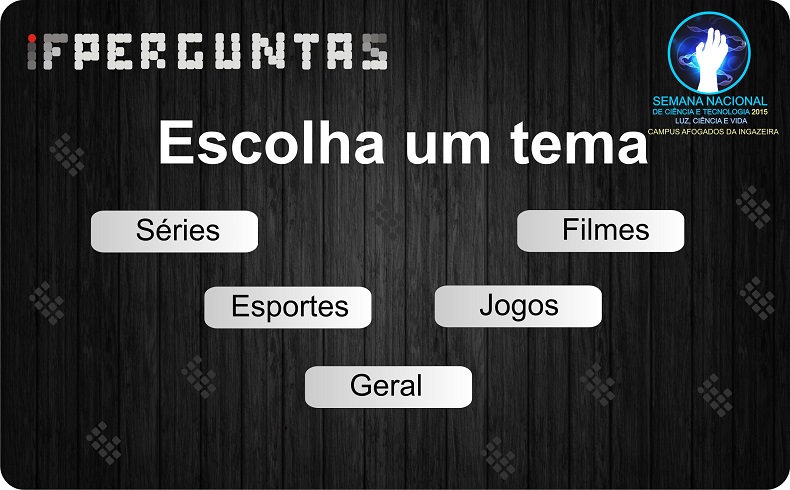 iFPERGUNTAS
SEMANA NACIONAL
DE CIÊNCIA E TECNOLOGIA 2015
LUZ, CIÊNCIA E VIDA
CAMPUS AFOGADOS DA INGAZEIRA
Escolha um tema
Séries
Filmes
Esportes
Jogos
Geral